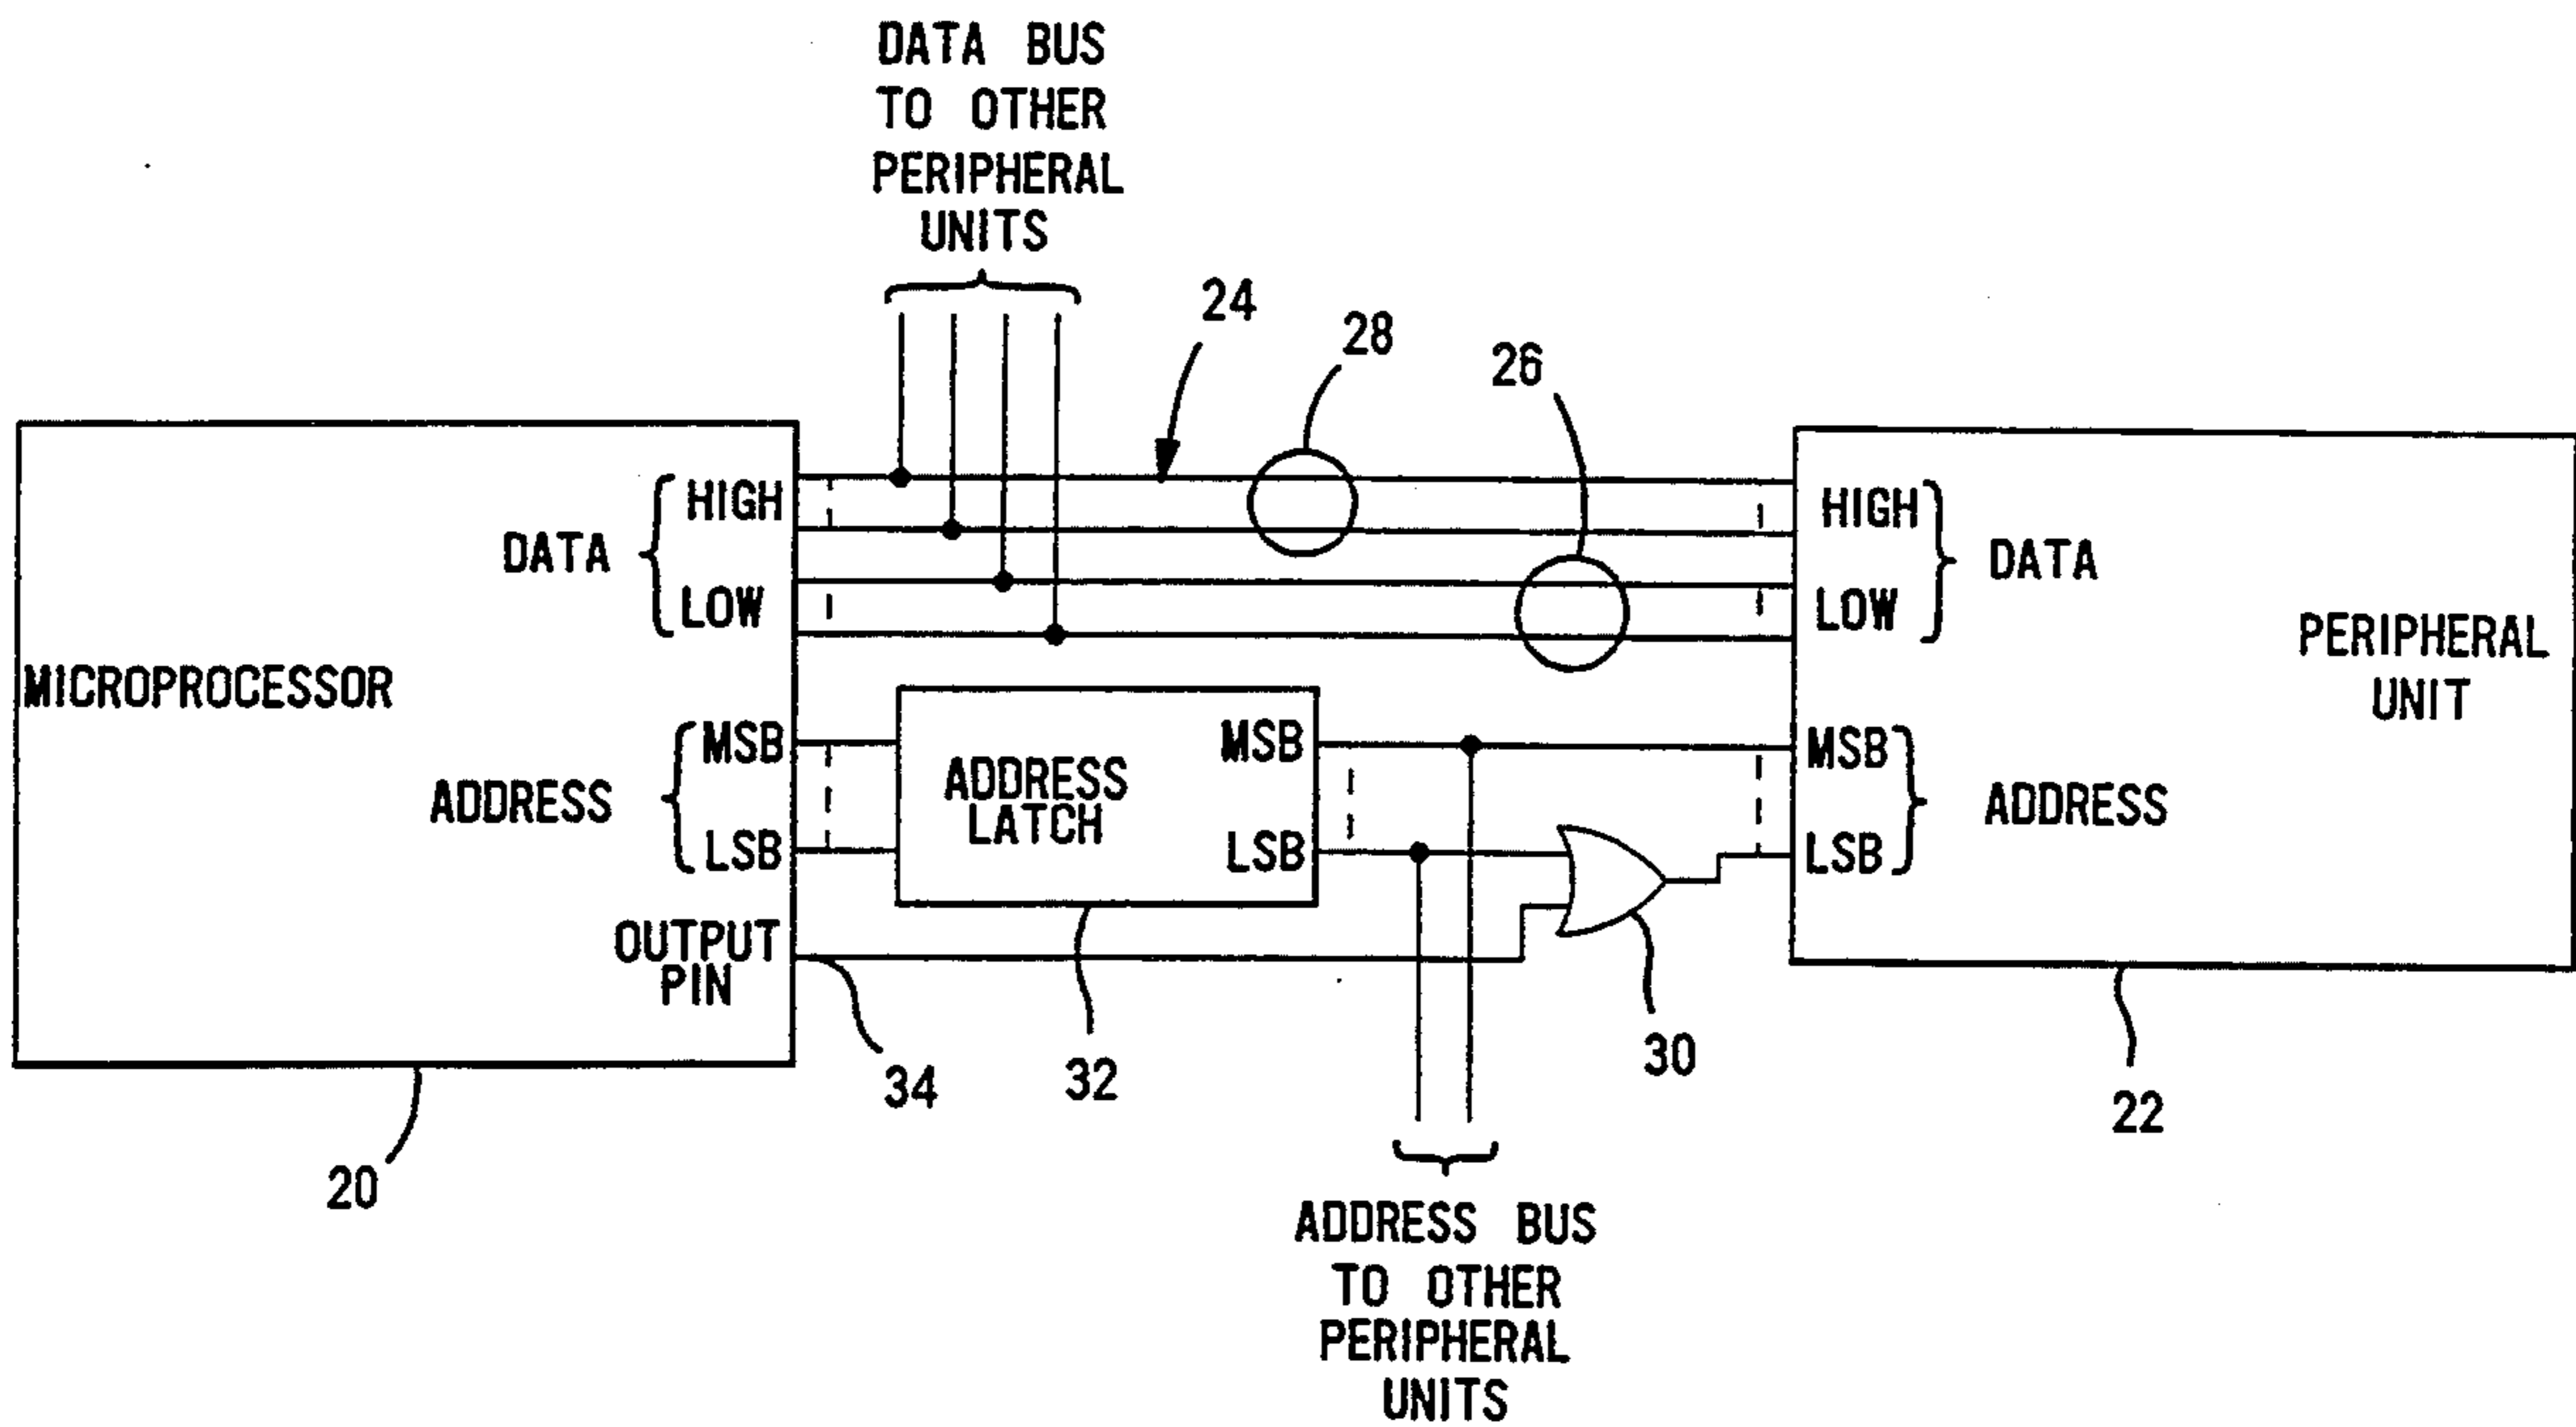 DATA BUS
TO OTHER
PERIPHERAL
UNITS
24
28
26
HIGH
DATA
LOW
MICROPROCESSOR
MSB
ADDRESS
LSB
OUTPUT
PIN
ADDRESS
LATCH
MSB
LSB
HIGH
DATA
LOW
PERIPHERAL
UNIT
MSB
ADDRESS
LSB
20
34
32
30
22
ADDRESS BUS
TO OTHER
PERIPHERAL
UNITS